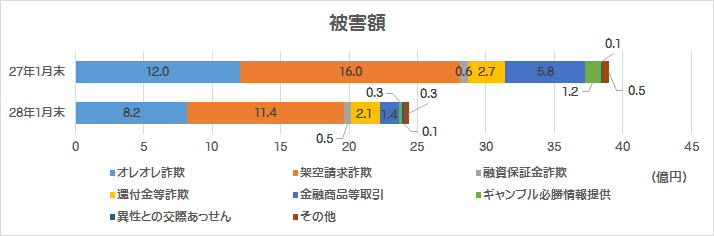 被害額
0.1
27年1月末 12.0 16.0 0.6 2.7 5.8
1.2 0.5
0.3 0.3
28年1月末 8.2 11.4 2.1 1.4
0.5 0.1
0 5 10 15 20 25 30 35 40 45
オレオレ詐欺 架空請求詐欺 融資保証金詐欺 (億円)
還付金等詐欺 金融商品等取引 ギャンブル必勝情報提供
異性との交際あっせん その他